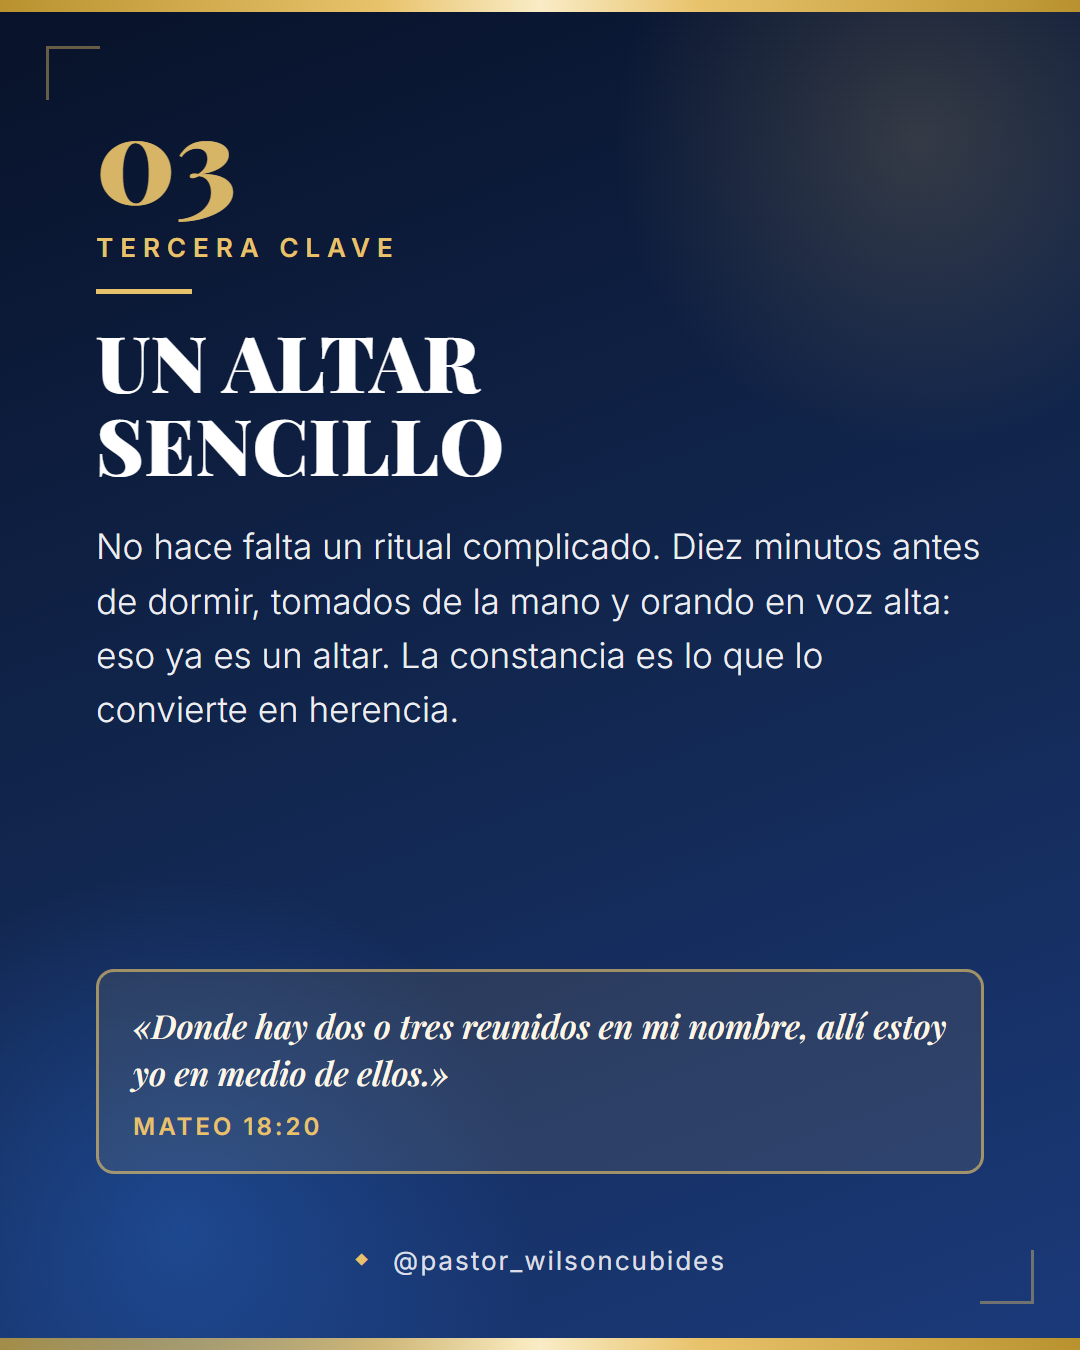 03
TERCERA CLAVE
UN ALTAR
SENCILLO
No hace falta un ritual complicado. Diez minutos antes
de dormir, tomados de la mano y orando en voz alta:
eso ya es un altar. La constancia es lo que lo
convierte en herencia.
«Donde hay dos o tres reunidos en mi nombre, allí estoy
yo en medio de ellos.»
MATEO 18:20
@pastor_wilsoncubides